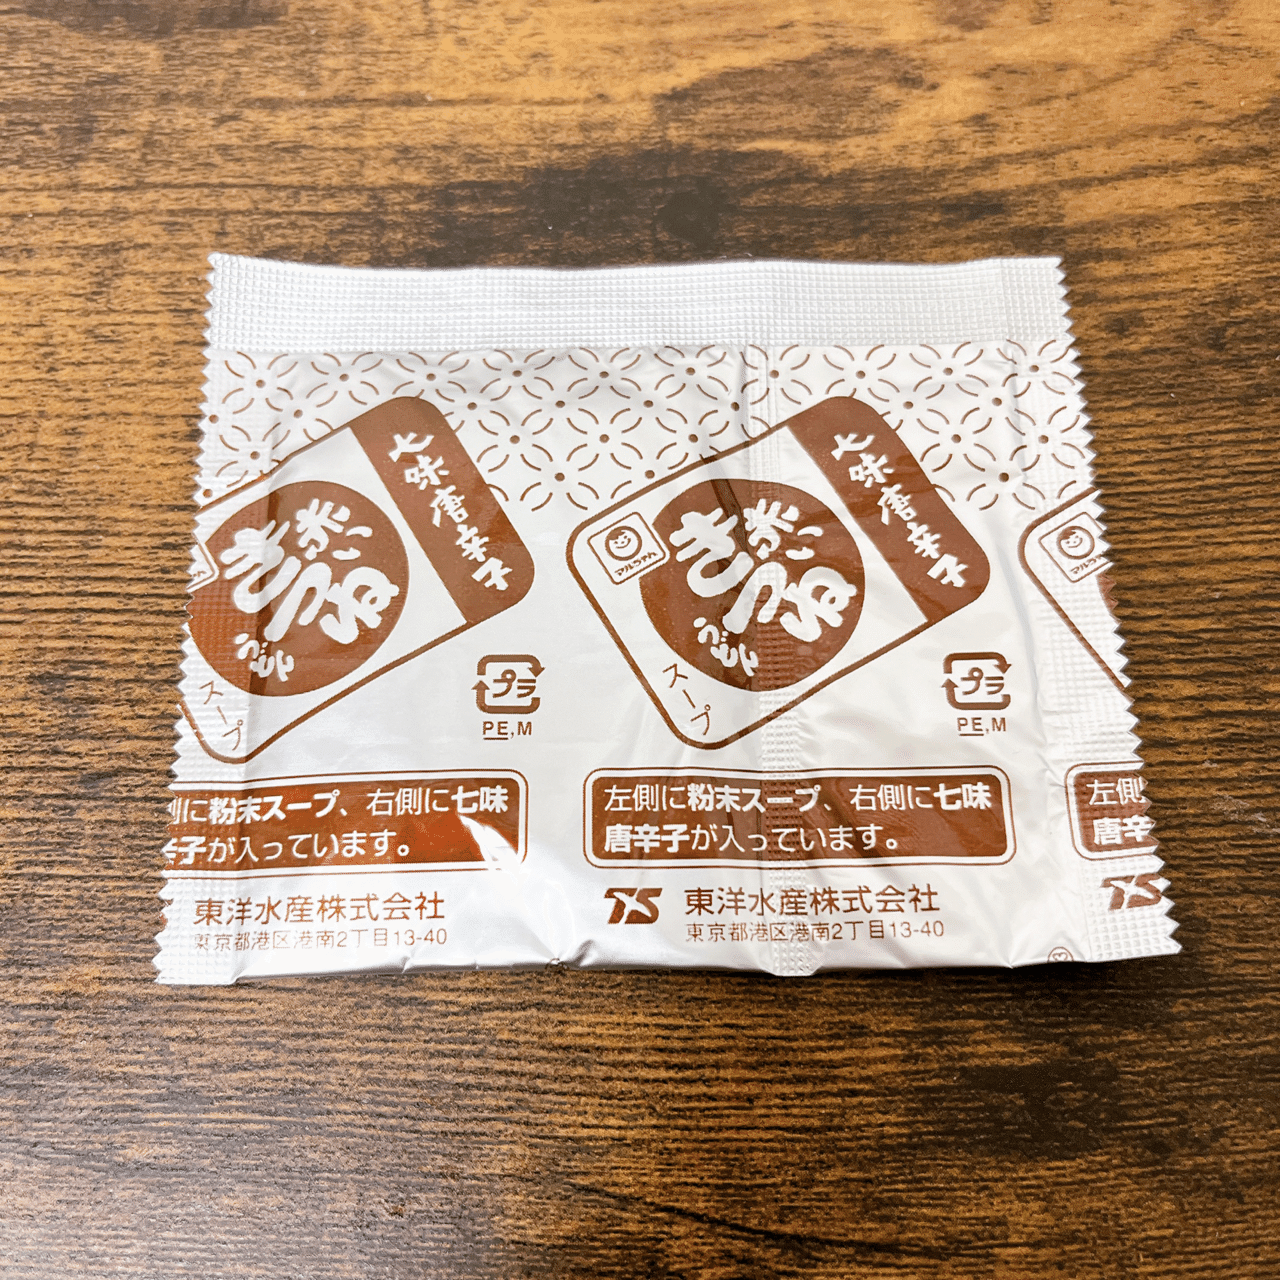 七味唐辛子
赤い
きつね
うどん
スープ
プラ
PE,M
側に粉末スープ、右側に七味
辛子が入っています。
東洋水産株式会社
東京都港区港南2丁目13-40
七味唐辛子
マルちゃん
赤い
きつね
うどん
スープ
プラ
PE,M
左側に粉末スープ、右側に七味
唐辛子が入っています。
TS 東洋水産株式会社
東京都港区港南2丁目13-40
マルちゃん
左側
唐辛
TS